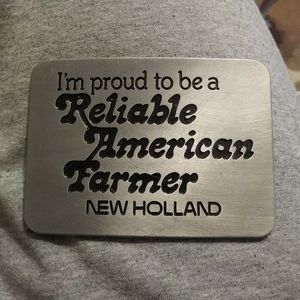 I'm proud to be a
Reliable
American
Farmer
NEW HOLLAND